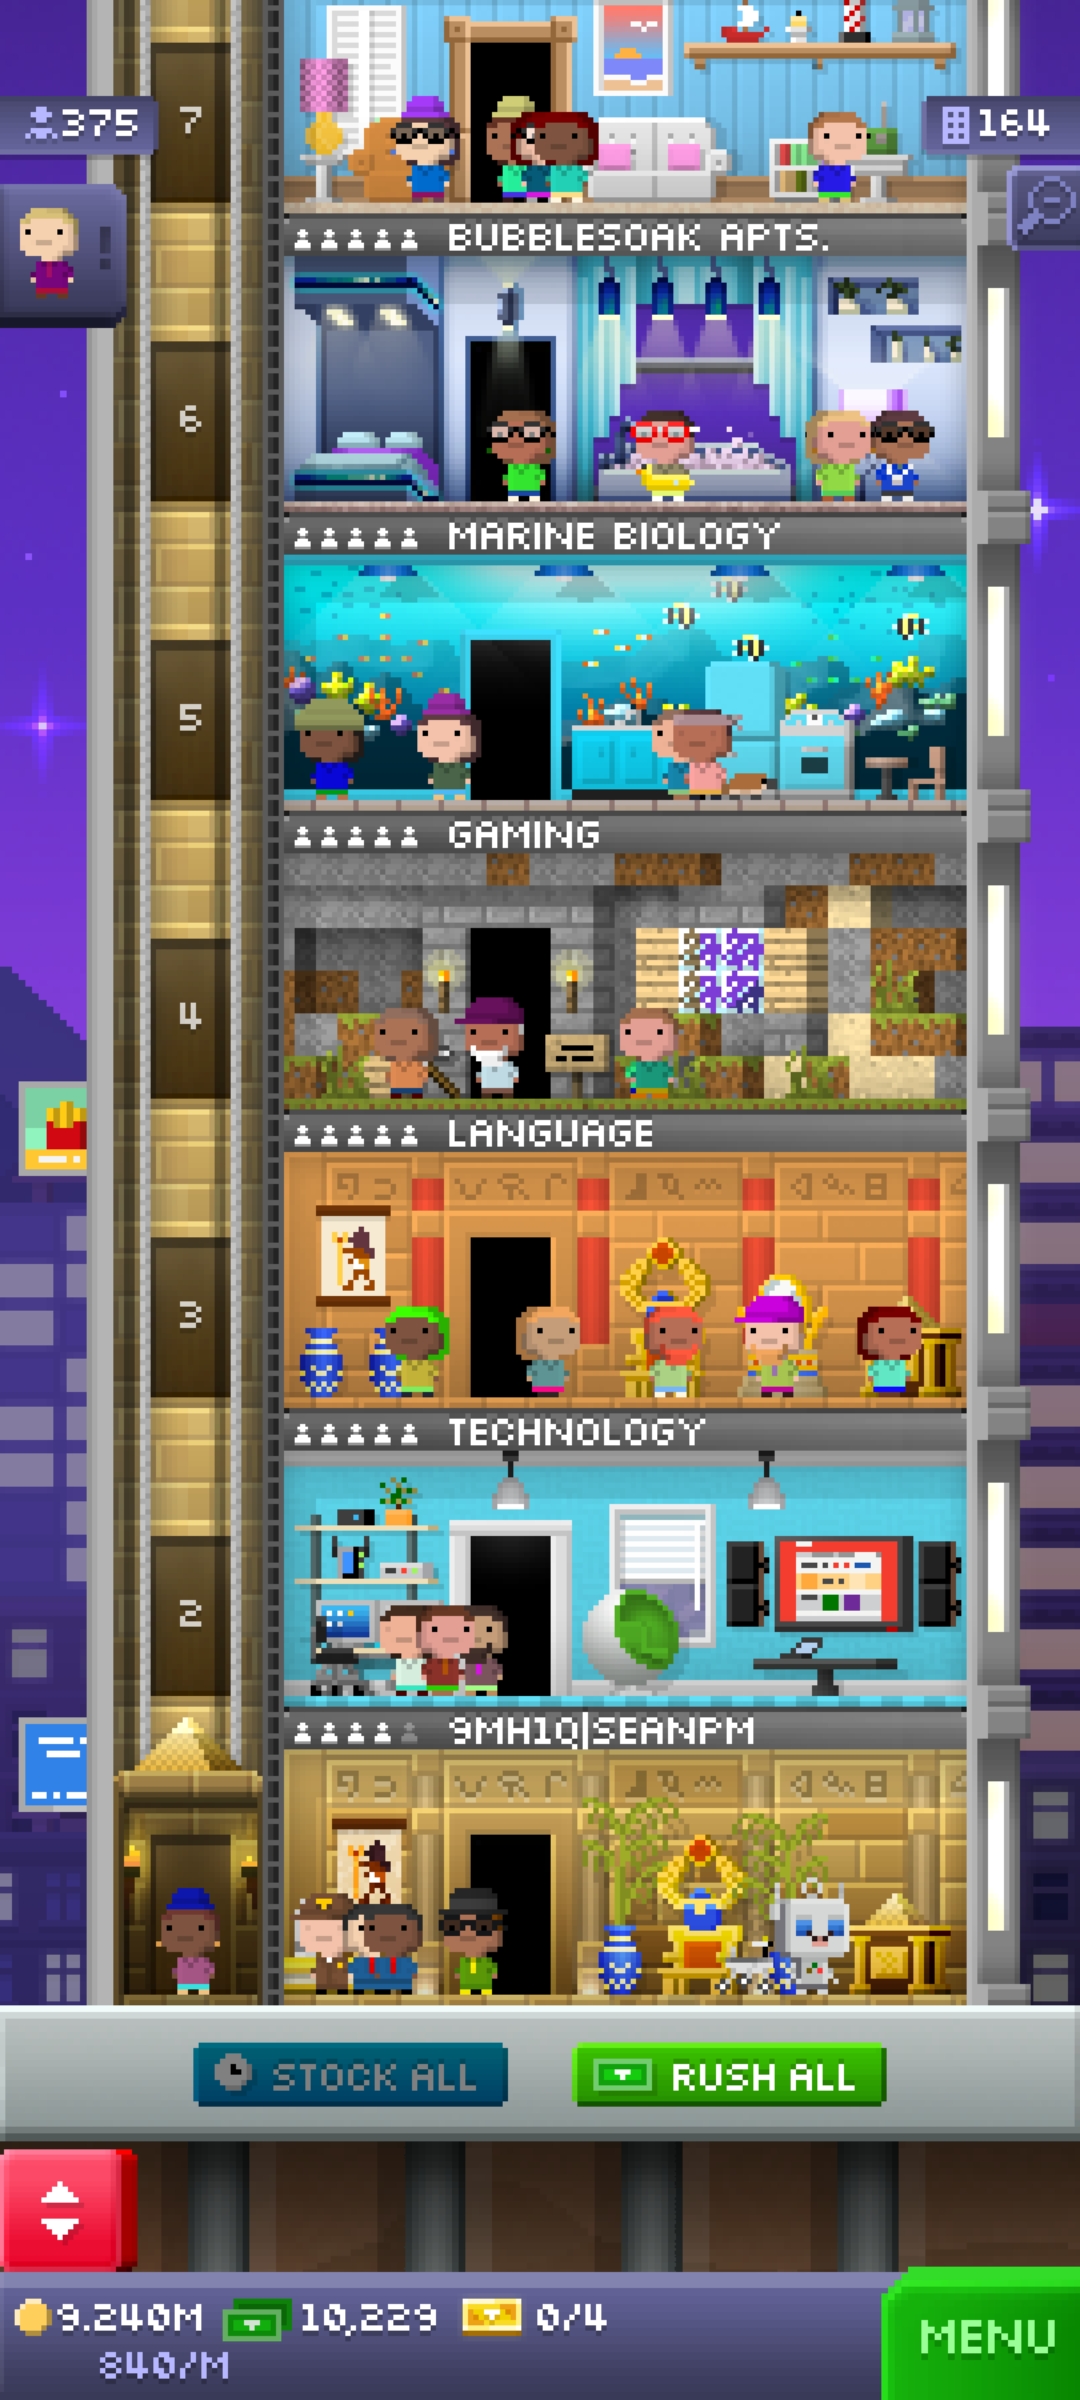 375
7
164
!
BUBBLESOAK APTS.
6
MARINE BIOLOGY
5
GAMING
4
LANGUAGE
3
TECHNOLOGY
2
9MH1Q|SEANPM
STOCK ALL
RUSH ALL
9.240M
10,229
0/4
840/M
MENU